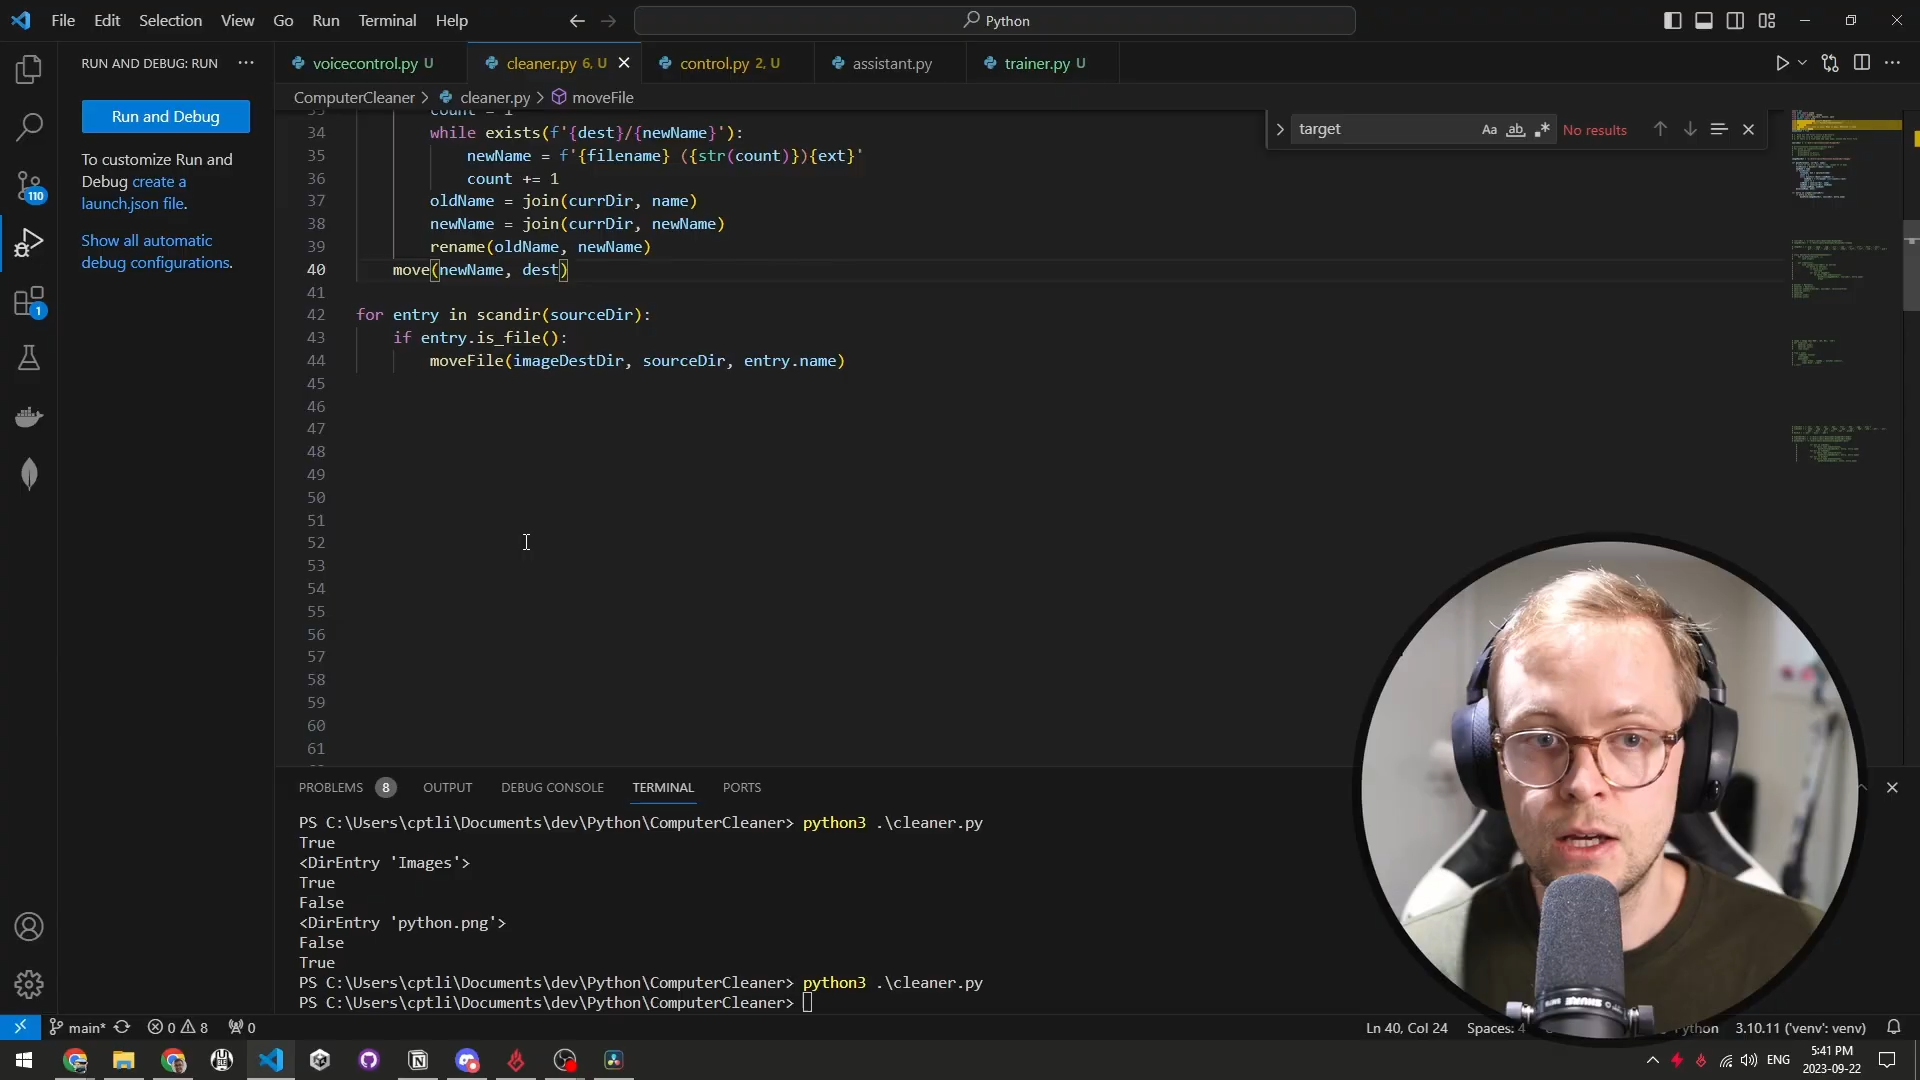 File Edit Selection View Go Run Terminal Help
Python
RUN AND DEBUG: RUN
voicecontrol.py U
cleaner.py 6, U
control.py 2, U
assistant.py
trainer.py U
ComputerCleaner > cleaner.py > moveFile
Run and Debug
To customize Run and
Debug create a
launch.json file.
Show all automatic
debug configurations.
target
Aa ab
No results
count = 1
34 while exists(f'{dest}/{newName}'):
35 newName = f'{filename} ({str(count)}){ext}'
36 count += 1
37 oldName = join(currDir, name)
38 newName = join(currDir, newName)
39 rename(oldName, newName)
40 move(newName, dest)
41
42 for entry in scandir(sourceDir):
43 if entry.is_file():
44 moveFile(imageDestDir, sourceDir, entry.name)
45
46
47
48
49
50
51
52
53
54
55
56
57
58
59
60
61
110
1
PROBLEMS 8 OUTPUT DEBUG CONSOLE TERMINAL PORTS
PS C:\Users\cptli\Documents\dev\Python\ComputerCleaner> python3 .\cleaner.py
True
<DirEntry 'Images'>
True
False
<DirEntry 'python.png'>
False
True
PS C:\Users\cptli\Documents\dev\Python\ComputerCleaner> python3 .\cleaner.py
PS C:\Users\cptli\Documents\dev\Python\ComputerCleaner>
main* 0 8 0
Ln 40, Col 24 Spaces: 4 Python 3.10.11 ('venv': venv)
ENG
5:41 PM
2023-09-22